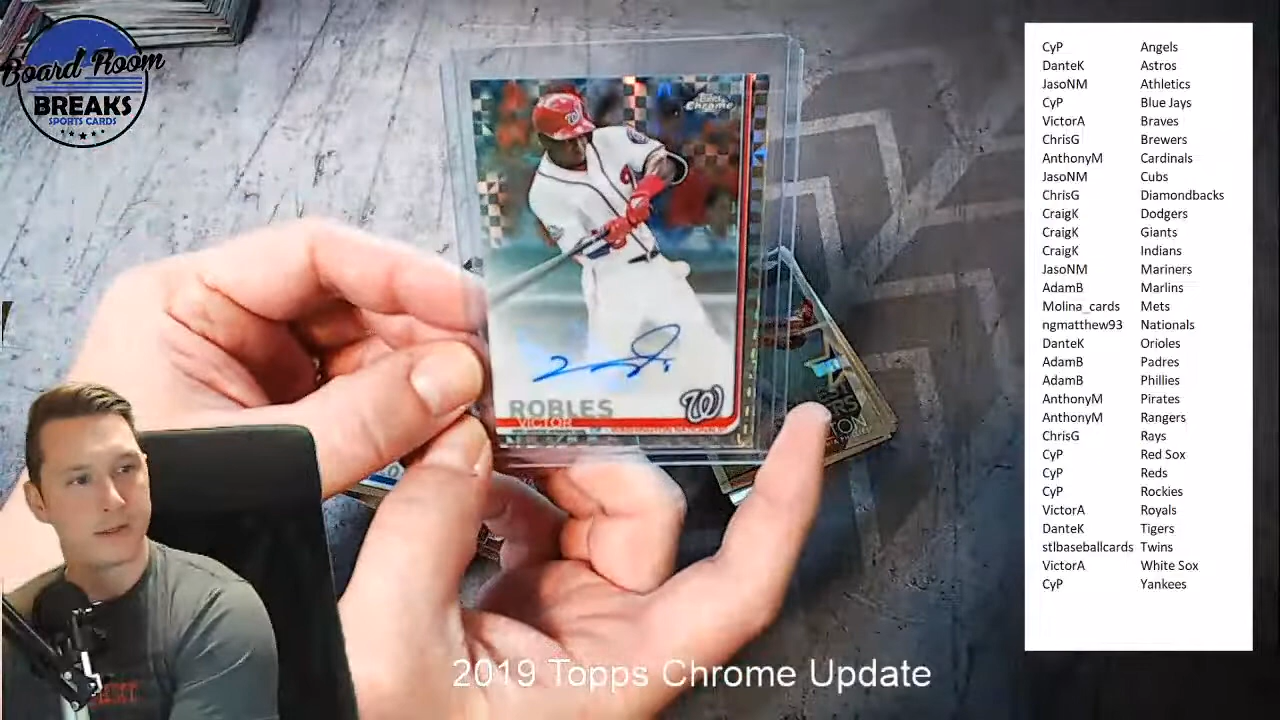 Board Room
BREAKS
SPORTS CARDS
Topps
Chrome
W
ROBLES
VICTOR
W
CyP Angels
DanteK Astros
JasoNM Athletics
CyP Blue Jays
VictorA Braves
ChrisG Brewers
AnthonyM Cardinals
JasoNM Cubs
ChrisG Diamondbacks
CraigK Dodgers
CraigK Giants
CraigK Indians
JasoNM Mariners
AdamB Marlins
Molina_cards Mets
ngmatthew93 Nationals
DanteK Orioles
AdamB Padres
AdamB Phillies
AnthonyM Pirates
AnthonyM Rangers
ChrisG Rays
CyP Red Sox
CyP Reds
CyP Rockies
VictorA Royals
DanteK Tigers
stlbaseballcards Twins
VictorA White Sox
CyP Yankees
2019 Topps Chrome Update